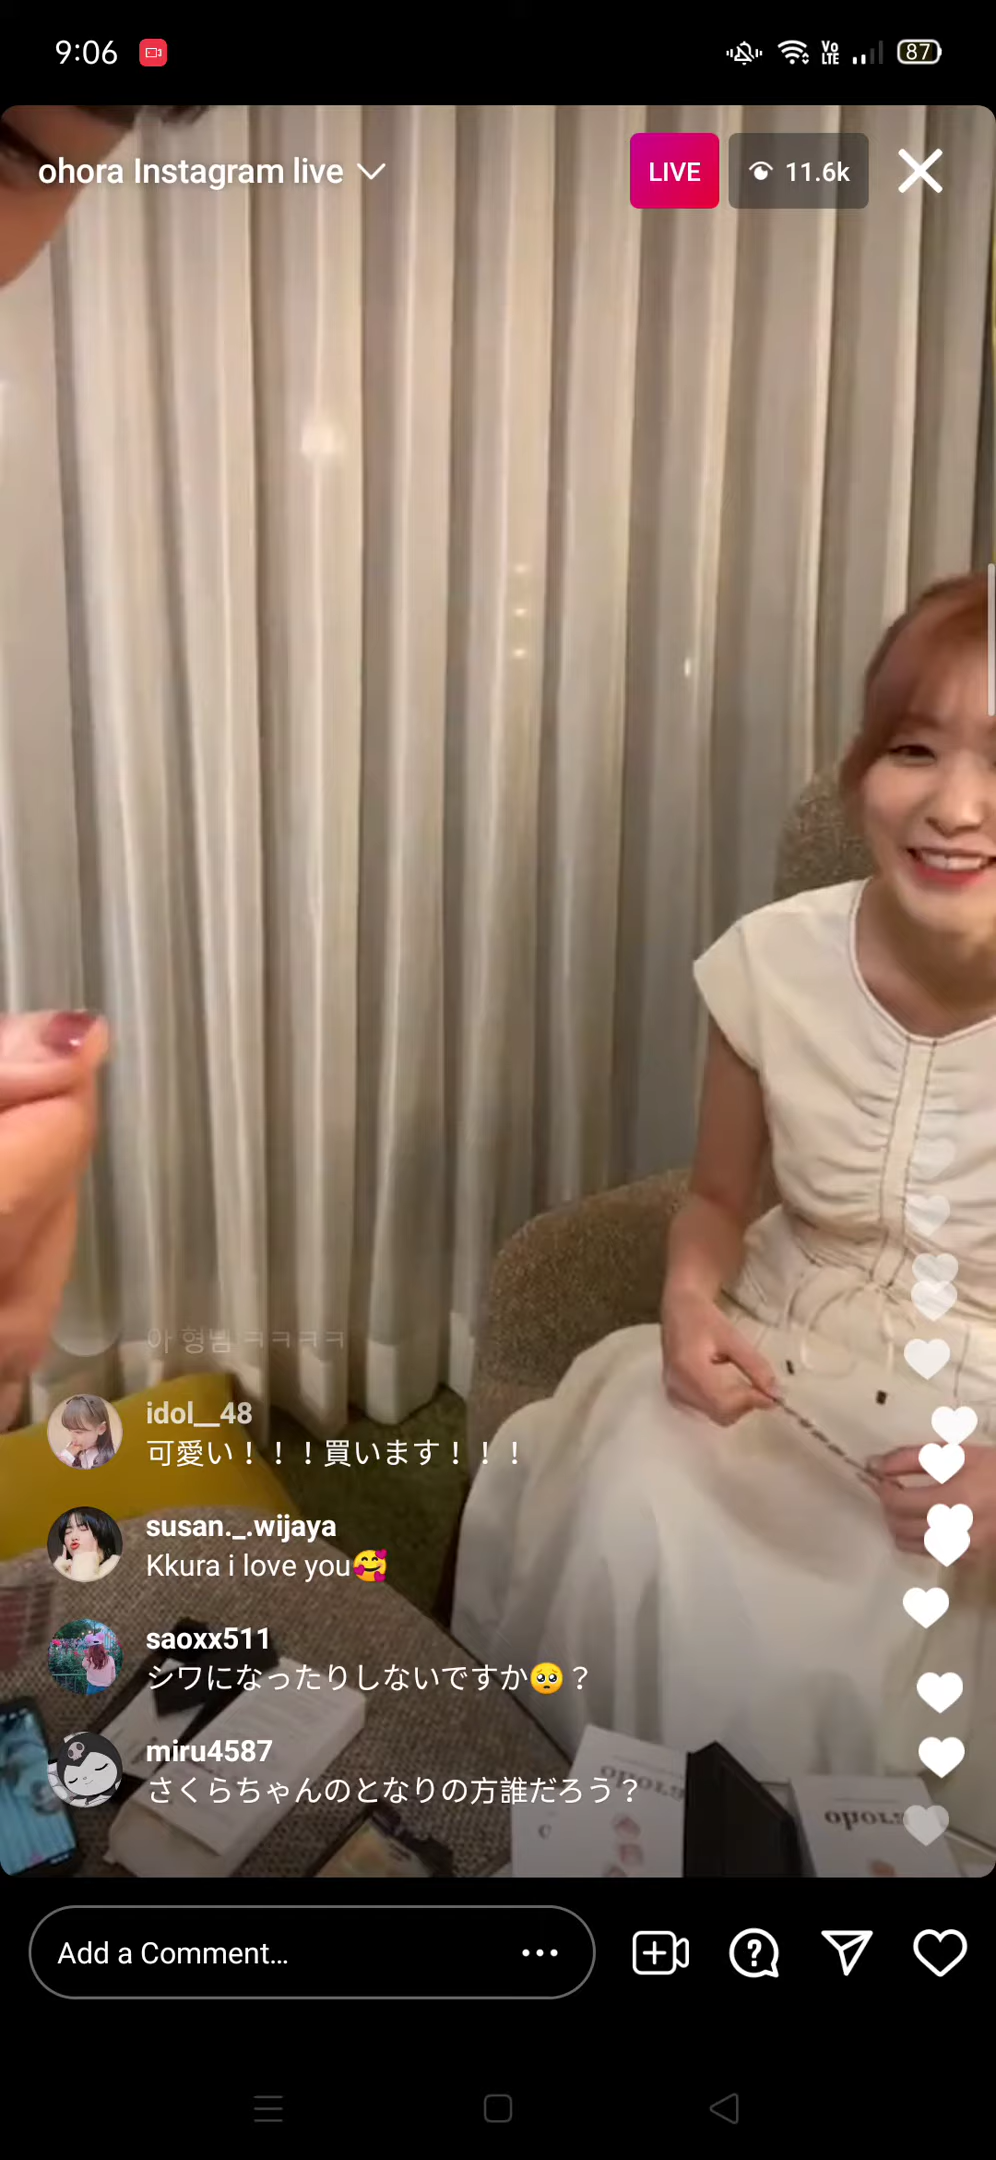 9:06
Vo
LTE
87
ohora Instagram live
LIVE
11.6k
아 형님 ㅋㅋㅋㅋ
idol__48
可愛い！！！買います！！！
susan._.wijaya
Kkura i love you🥰
saoxx511
シワになったりしないですか🥺？
miru4587
さくらちゃんのとなりの方誰だろう？
ohora
ohora
Add a Comment...